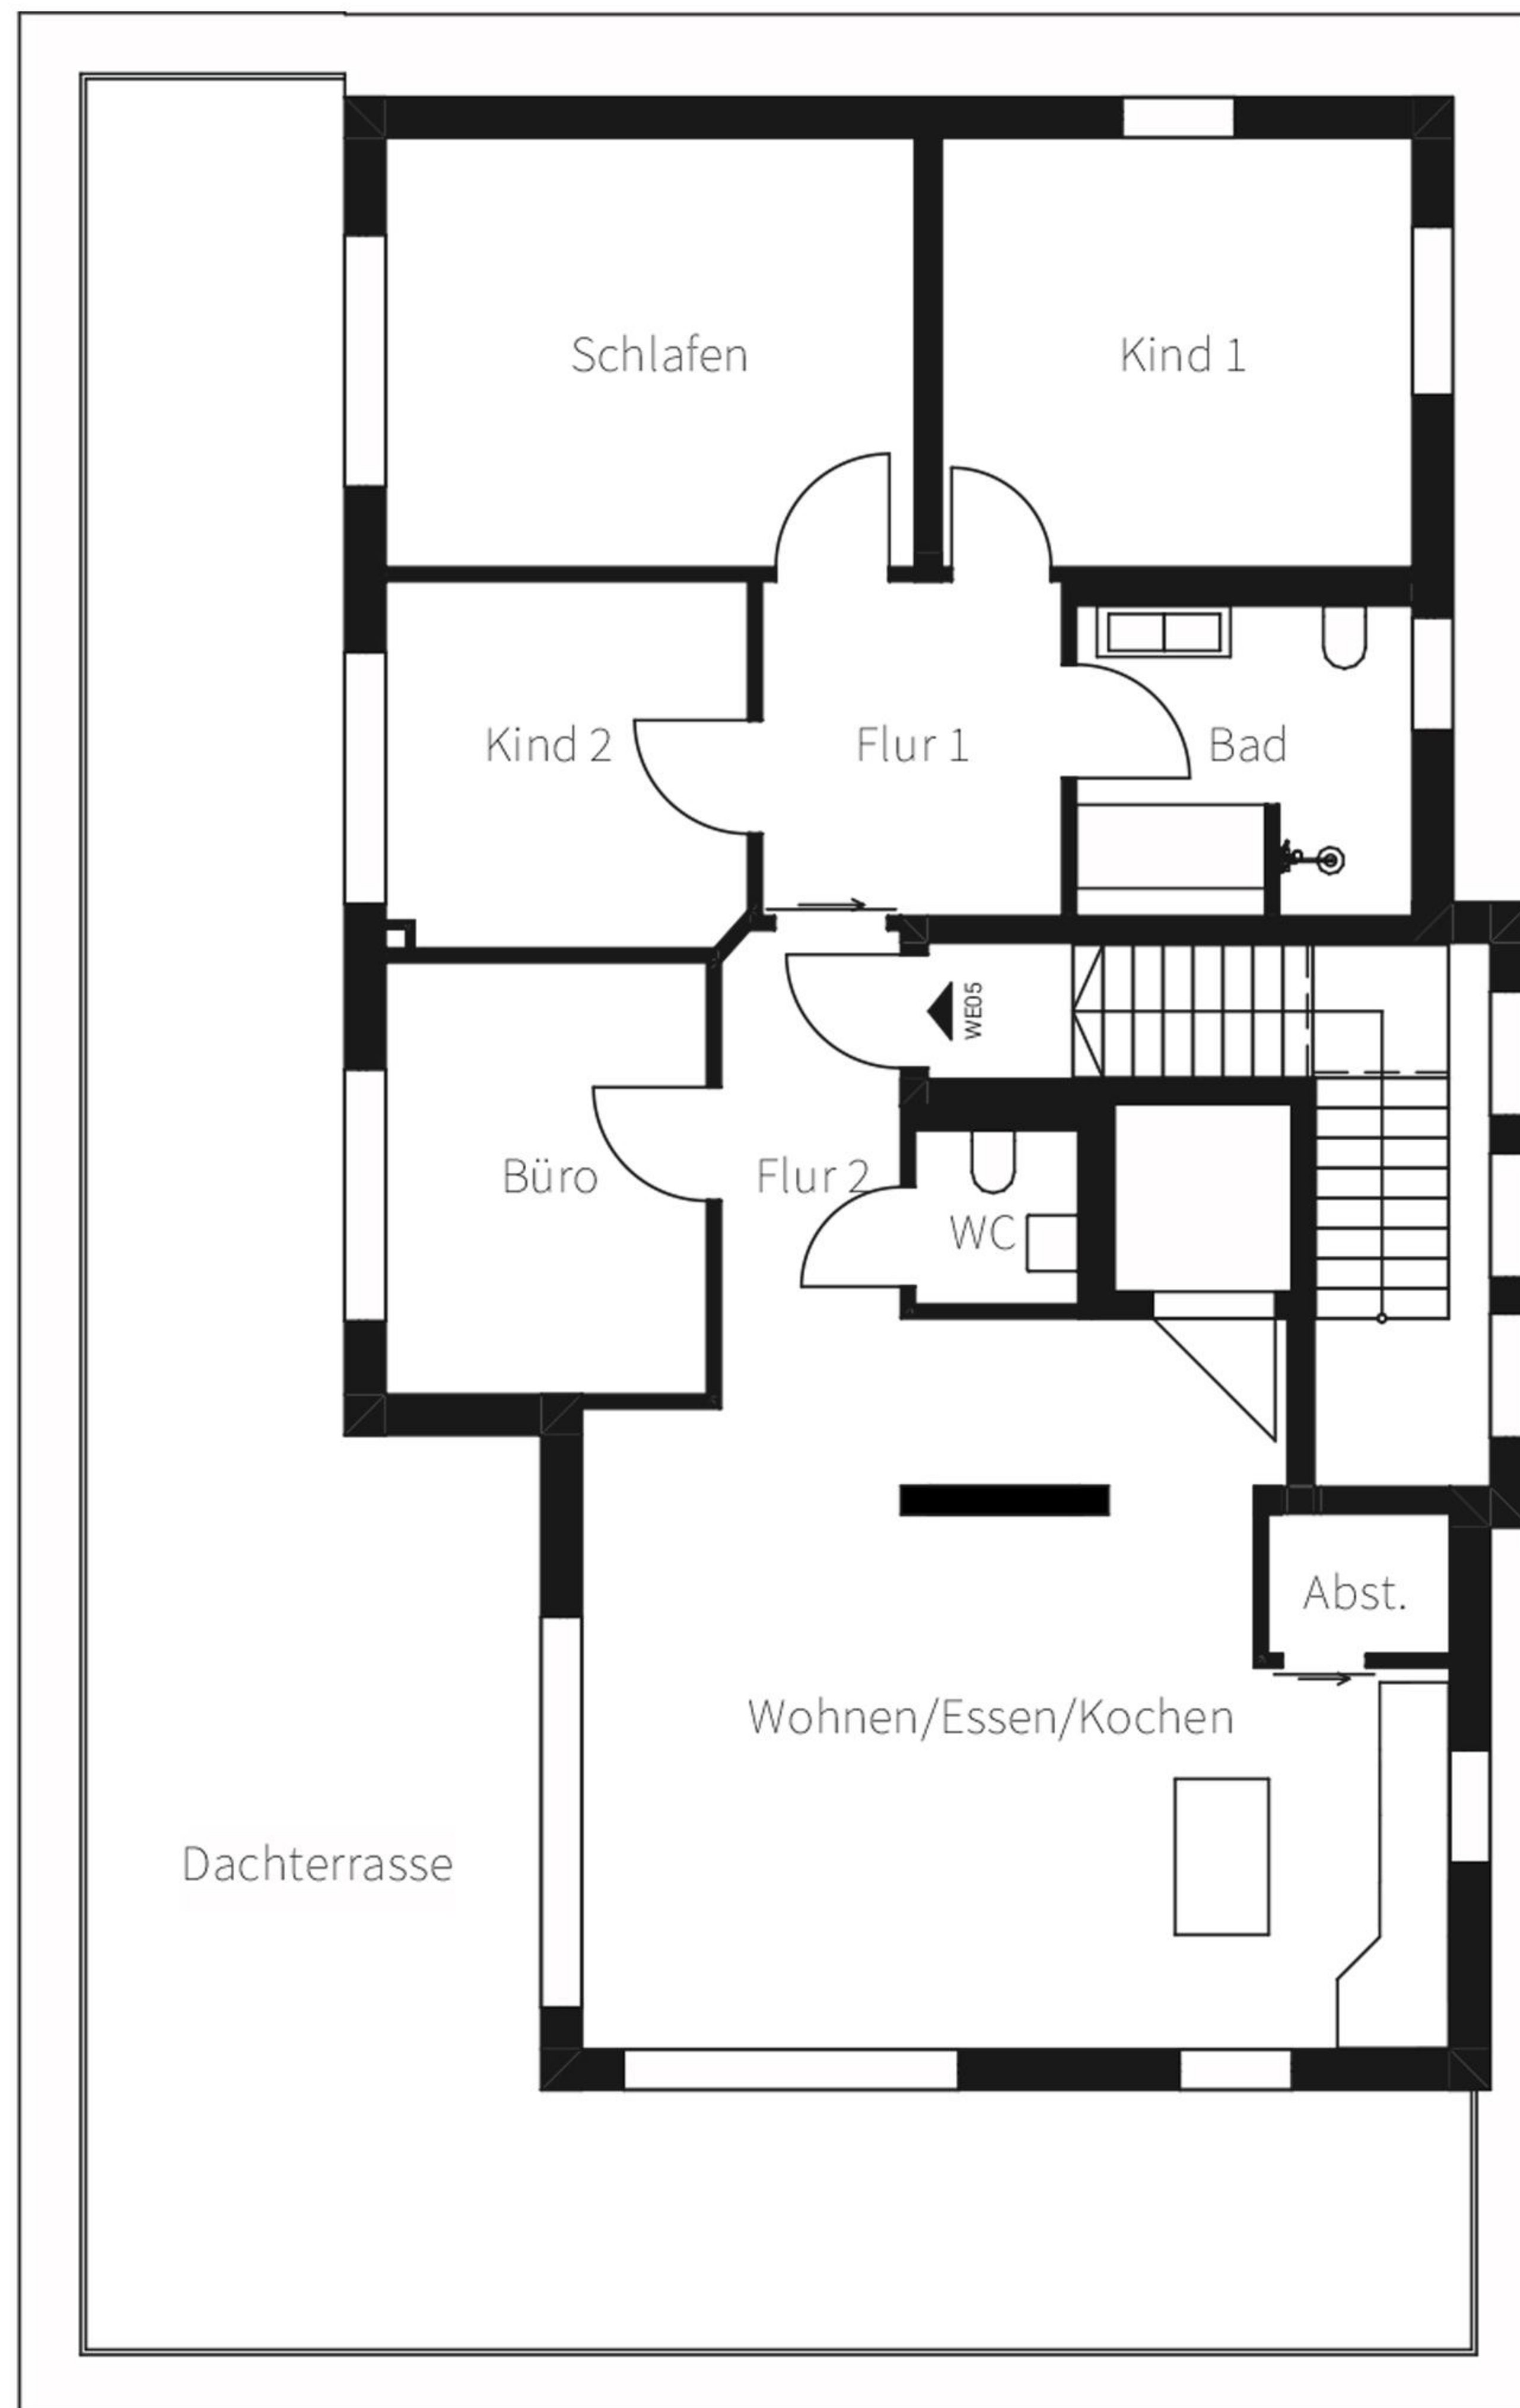 Schlafen
Kind 1
Kind 2
Flur 1
Bad
WE05
Büro
Flur 2
WC
Abst.
Wohnen/Essen/Kochen
Dachterrasse